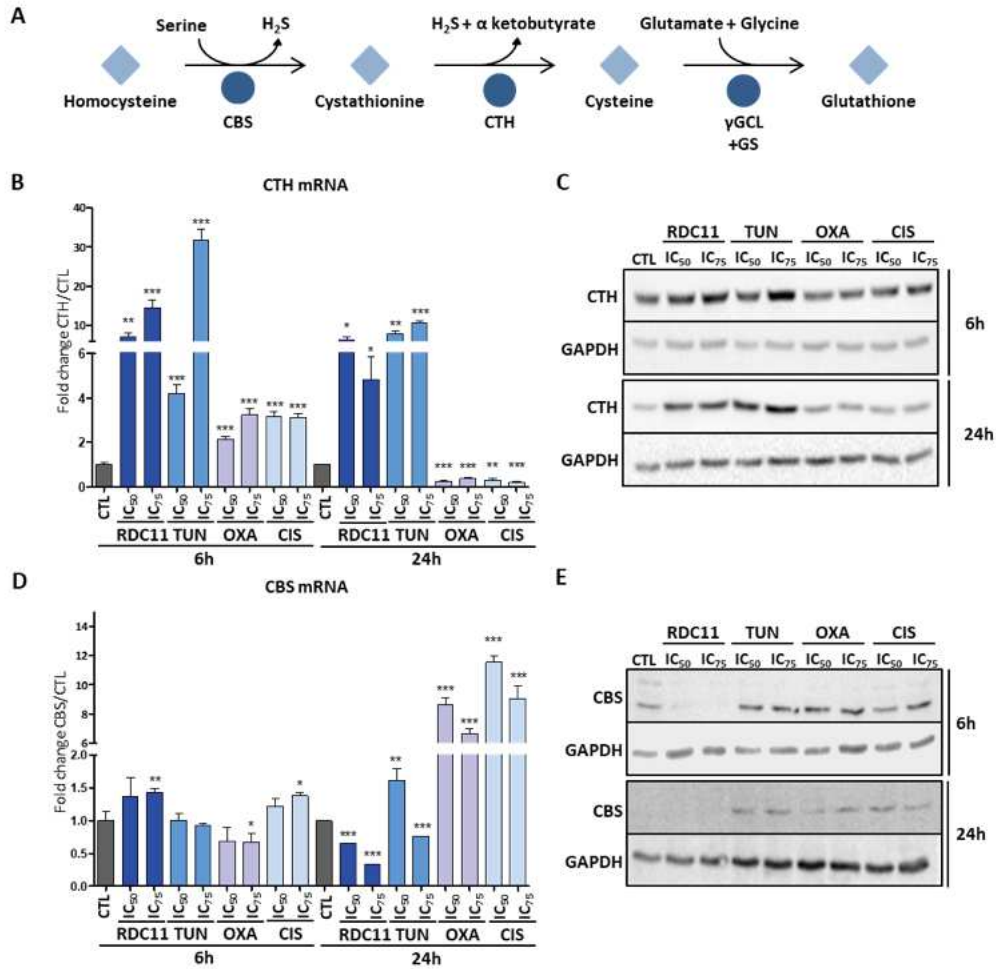 A
Serine H₂S H₂S + α ketobutyrate Glutamate + Glycine
Homocysteine Cystathionine Cysteine Glutathione
CBS CTH γGCL
+GS
B
CTH mRNA
Fold change CTH/CTL
40
30
20
10
6
4
2
0
** *** *** *** *** *** *** *** * * ** *** *** *** ** ***
CTL IC₅₀ IC₇₅ IC₅₀ IC₇₅ IC₅₀ IC₇₅ IC₅₀ IC₇₅ CTL IC₅₀ IC₇₅ IC₅₀ IC₇₅ IC₅₀ IC₇₅ IC₅₀ IC₇₅
RDC11 TUN OXA CIS RDC11 TUN OXA CIS
6h 24h
C
RDC11 TUN OXA CIS
CTL IC₅₀ IC₇₅ IC₅₀ IC₇₅ IC₅₀ IC₇₅ IC₅₀ IC₇₅
CTH
6h
GAPDH
CTH
24h
GAPDH
D
CBS mRNA
Fold change CBS/CTL
14
12
10
8
6
2.0
1.5
1.0
0.5
0.0
** * * *** *** ** *** *** *** *** ***
CTL IC₅₀ IC₇₅ IC₅₀ IC₇₅ IC₅₀ IC₇₅ IC₅₀ IC₇₅ CTL IC₅₀ IC₇₅ IC₅₀ IC₇₅ IC₅₀ IC₇₅ IC₅₀ IC₇₅
RDC11 TUN OXA CIS RDC11 TUN OXA CIS
6h 24h
E
RDC11 TUN OXA CIS
CTL IC₅₀ IC₇₅ IC₅₀ IC₇₅ IC₅₀ IC₇₅ IC₅₀ IC₇₅
CBS
6h
GAPDH
CBS
24h
GAPDH